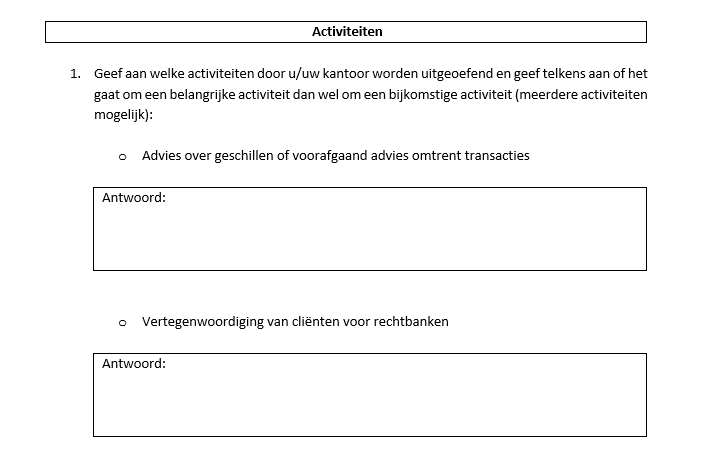 Activiteiten
1. Geef aan welke activiteiten door u/uw kantoor worden uitgeoefend en geef telkens aan of het
gaat om een belangrijke activiteit dan wel om een bijkomstige activiteit (meerdere activiteiten
mogelijk):
o Advies over geschillen of voorafgaand advies omtrent transacties
Antwoord:
o Vertegenwoordiging van cliënten voor rechtbanken
Antwoord: